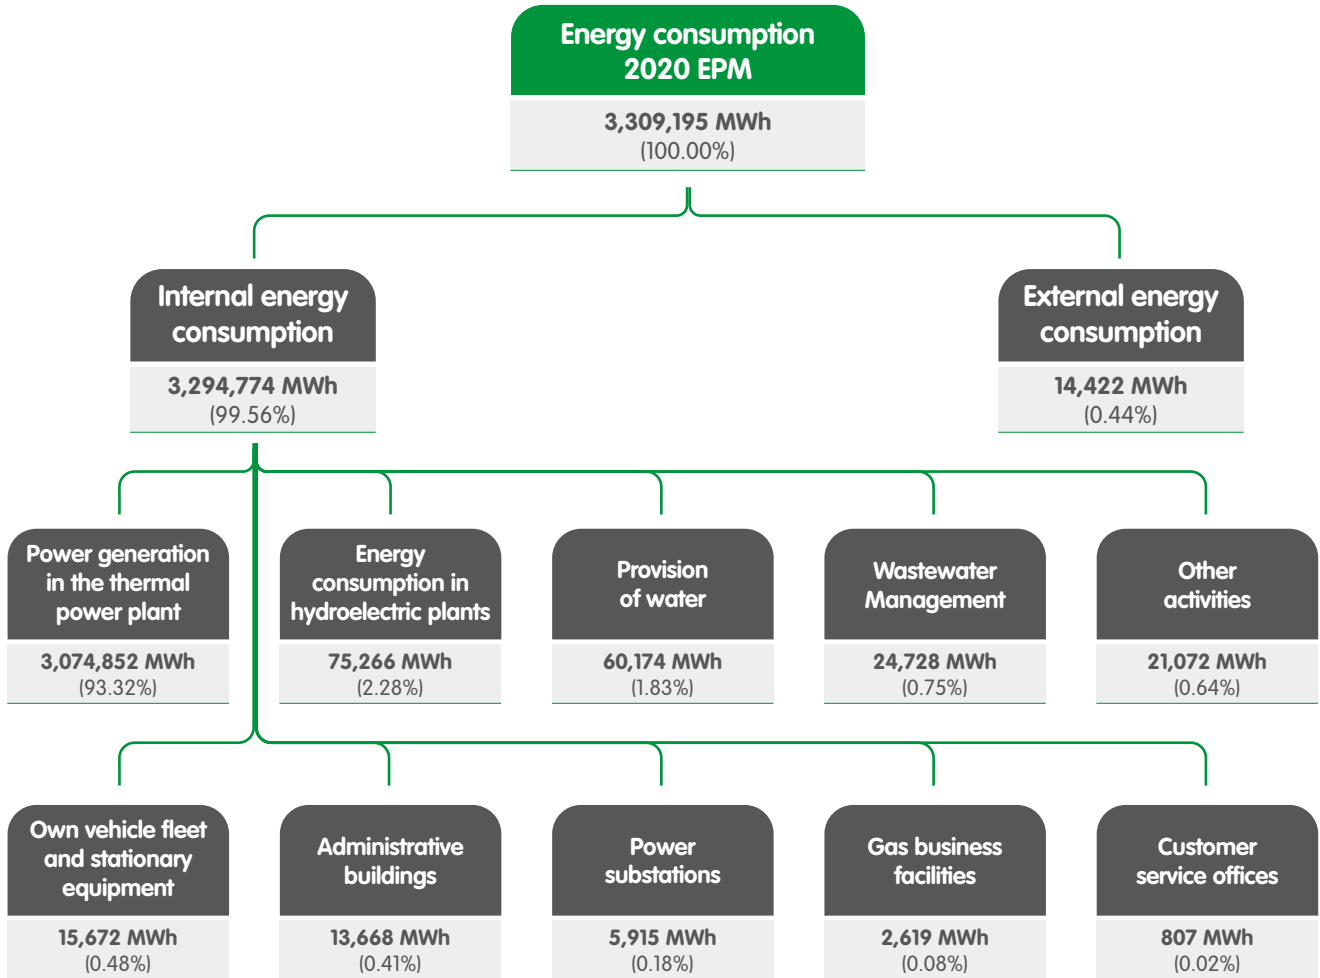 Energy consumption
2020 EPM
3,309,195 MWh
(100.00%)
Internal energy
consumption
3,294,774 MWh
(99.56%)
External energy
consumption
14,422 MWh
(0.44%)
Power generation
in the thermal
power plant
3,074,852 MWh
(93.32%)
Energy
consumption in
hydroelectric plants
75,266 MWh
(2.28%)
Provision
of water
60,174 MWh
(1.83%)
Wastewater
Management
24,728 MWh
(0.75%)
Other
activities
21,072 MWh
(0.64%)
Own vehicle fleet
and stationary
equipment
15,672 MWh
(0.48%)
Administrative
buildings
13,668 MWh
(0.41%)
Power
substations
5,915 MWh
(0.18%)
Gas business
facilities
2,619 MWh
(0.08%)
Customer
service offices
807 MWh
(0.02%)